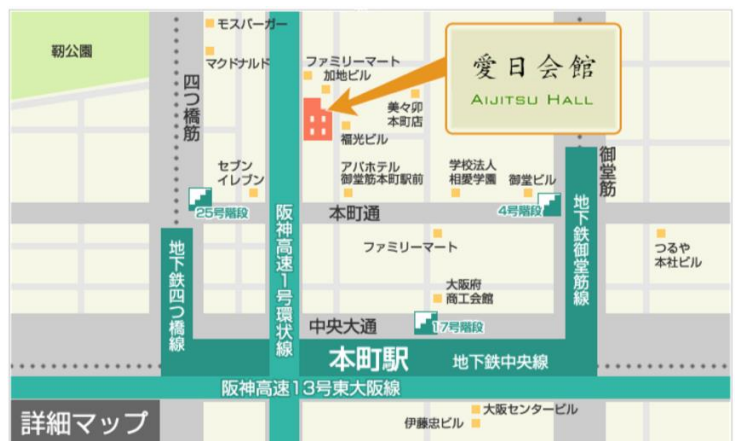 モスバーガー
靭公園
マクドナルド
ファミリーマート
加地ビル
愛日会館
AIJITSU HALL
四つ橋筋
美々卯
本町店
福光ビル
セブン
イレブン
アパホテル
御堂筋本町駅前
学校法人
相愛学園
御堂ビル
御堂筋
25号階段
本町通
4号階段
阪神高速1号環状線
地下鉄四つ橋線
地下鉄御堂筋線
ファミリーマート
つるや
本社ビル
大阪府
商工会館
中央大通
17号階段
本町駅
地下鉄中央線
阪神高速13号東大阪線
詳細マップ
大阪センタービル
伊藤忠ビル